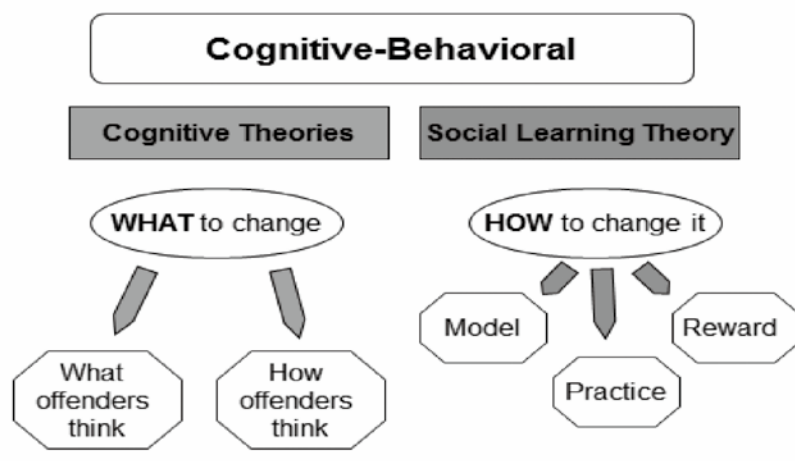 Cognitive-Behavioral
Cognitive Theories
Social Learning Theory
WHAT to change
HOW to change it
What
offenders
think
How
offenders
think
Model
Practice
Reward